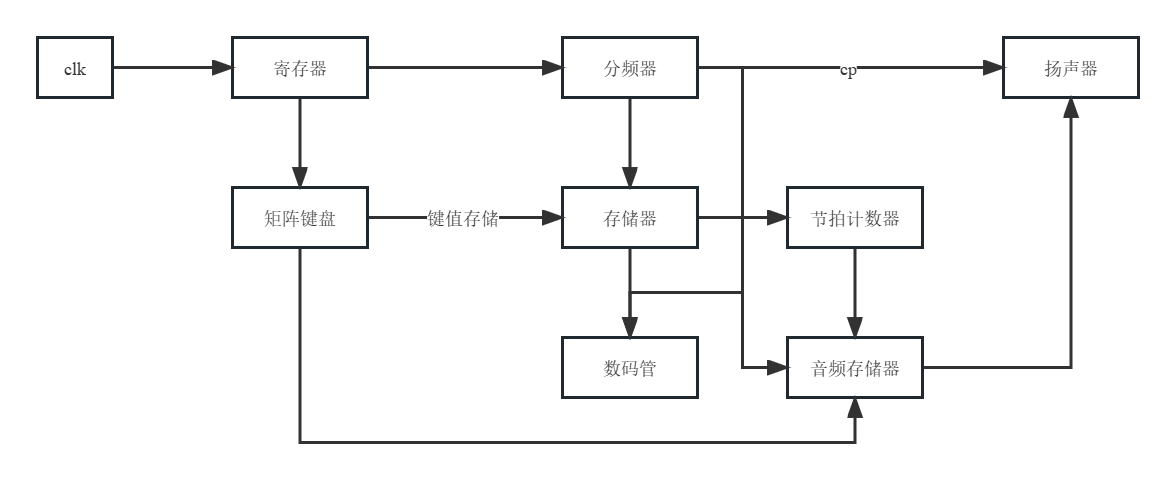 clk
寄存器
分频器
cp
扬声器
矩阵键盘
键值存储
存储器
节拍计数器
数码管
音频存储器